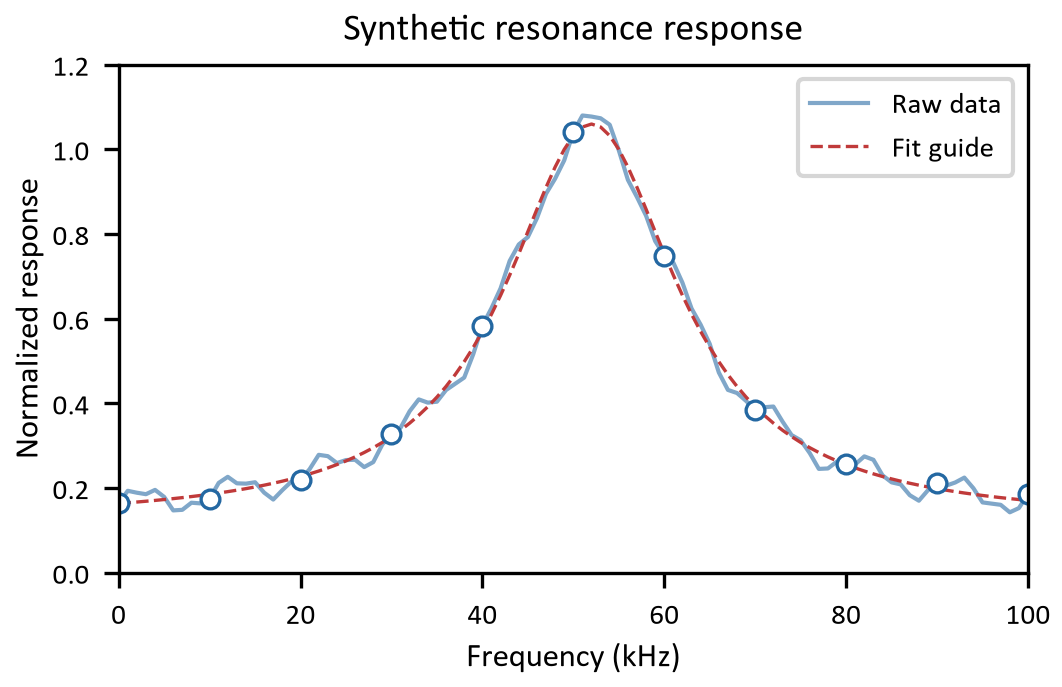 Synthetic resonance response
Raw data
Fit guide
Normalized response
1.2
1.0
0.8
0.6
0.4
0.2
0.0
0 20 40 60 80 100
Frequency (kHz)